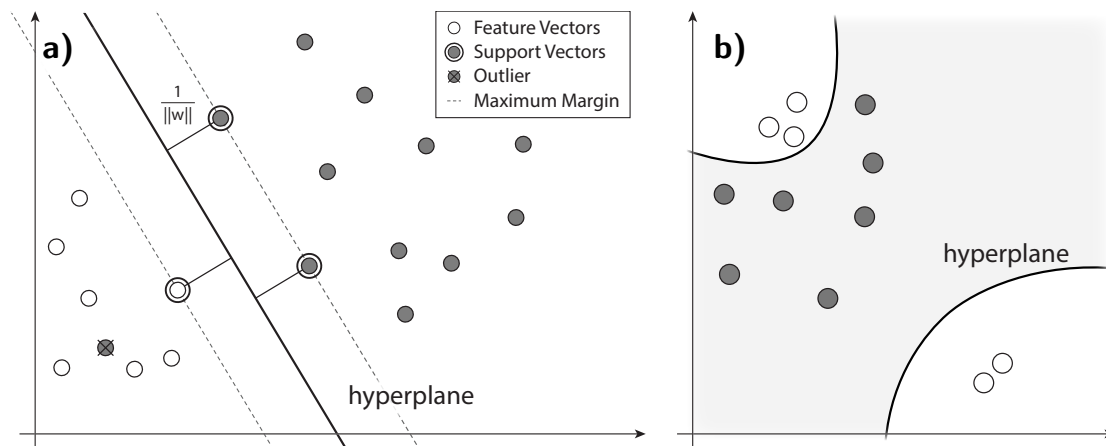 a)
Feature Vectors
Support Vectors
Outlier
Maximum Margin
1
||w||
hyperplane
b)
hyperplane